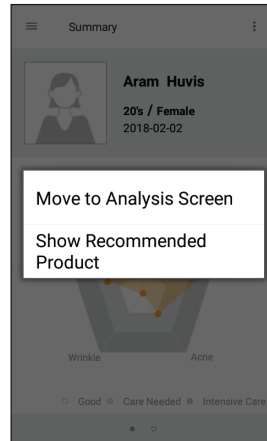 Summary
Aram Huvis
20's / Female
2018-02-02
Move to Analysis Screen
Show Recommended
Product
Wrinkle Acne
Good Care Needed Intensive Care